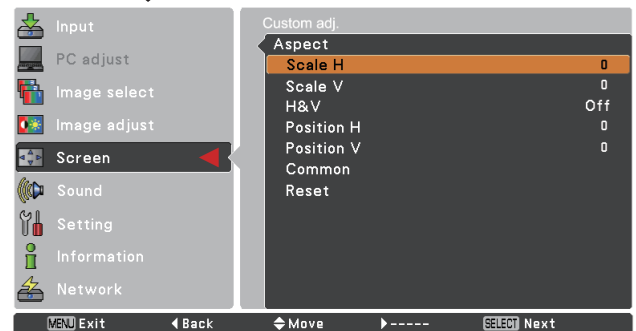 Input
PC adjust
Image select
Image adjust
Screen
Sound
Setting
Information
Network
Custom adj.
Aspect
Scale H 0
Scale V 0
H&V Off
Position H 0
Position V 0
Common
Reset
MENU Exit Back Move ----- SELECT Next